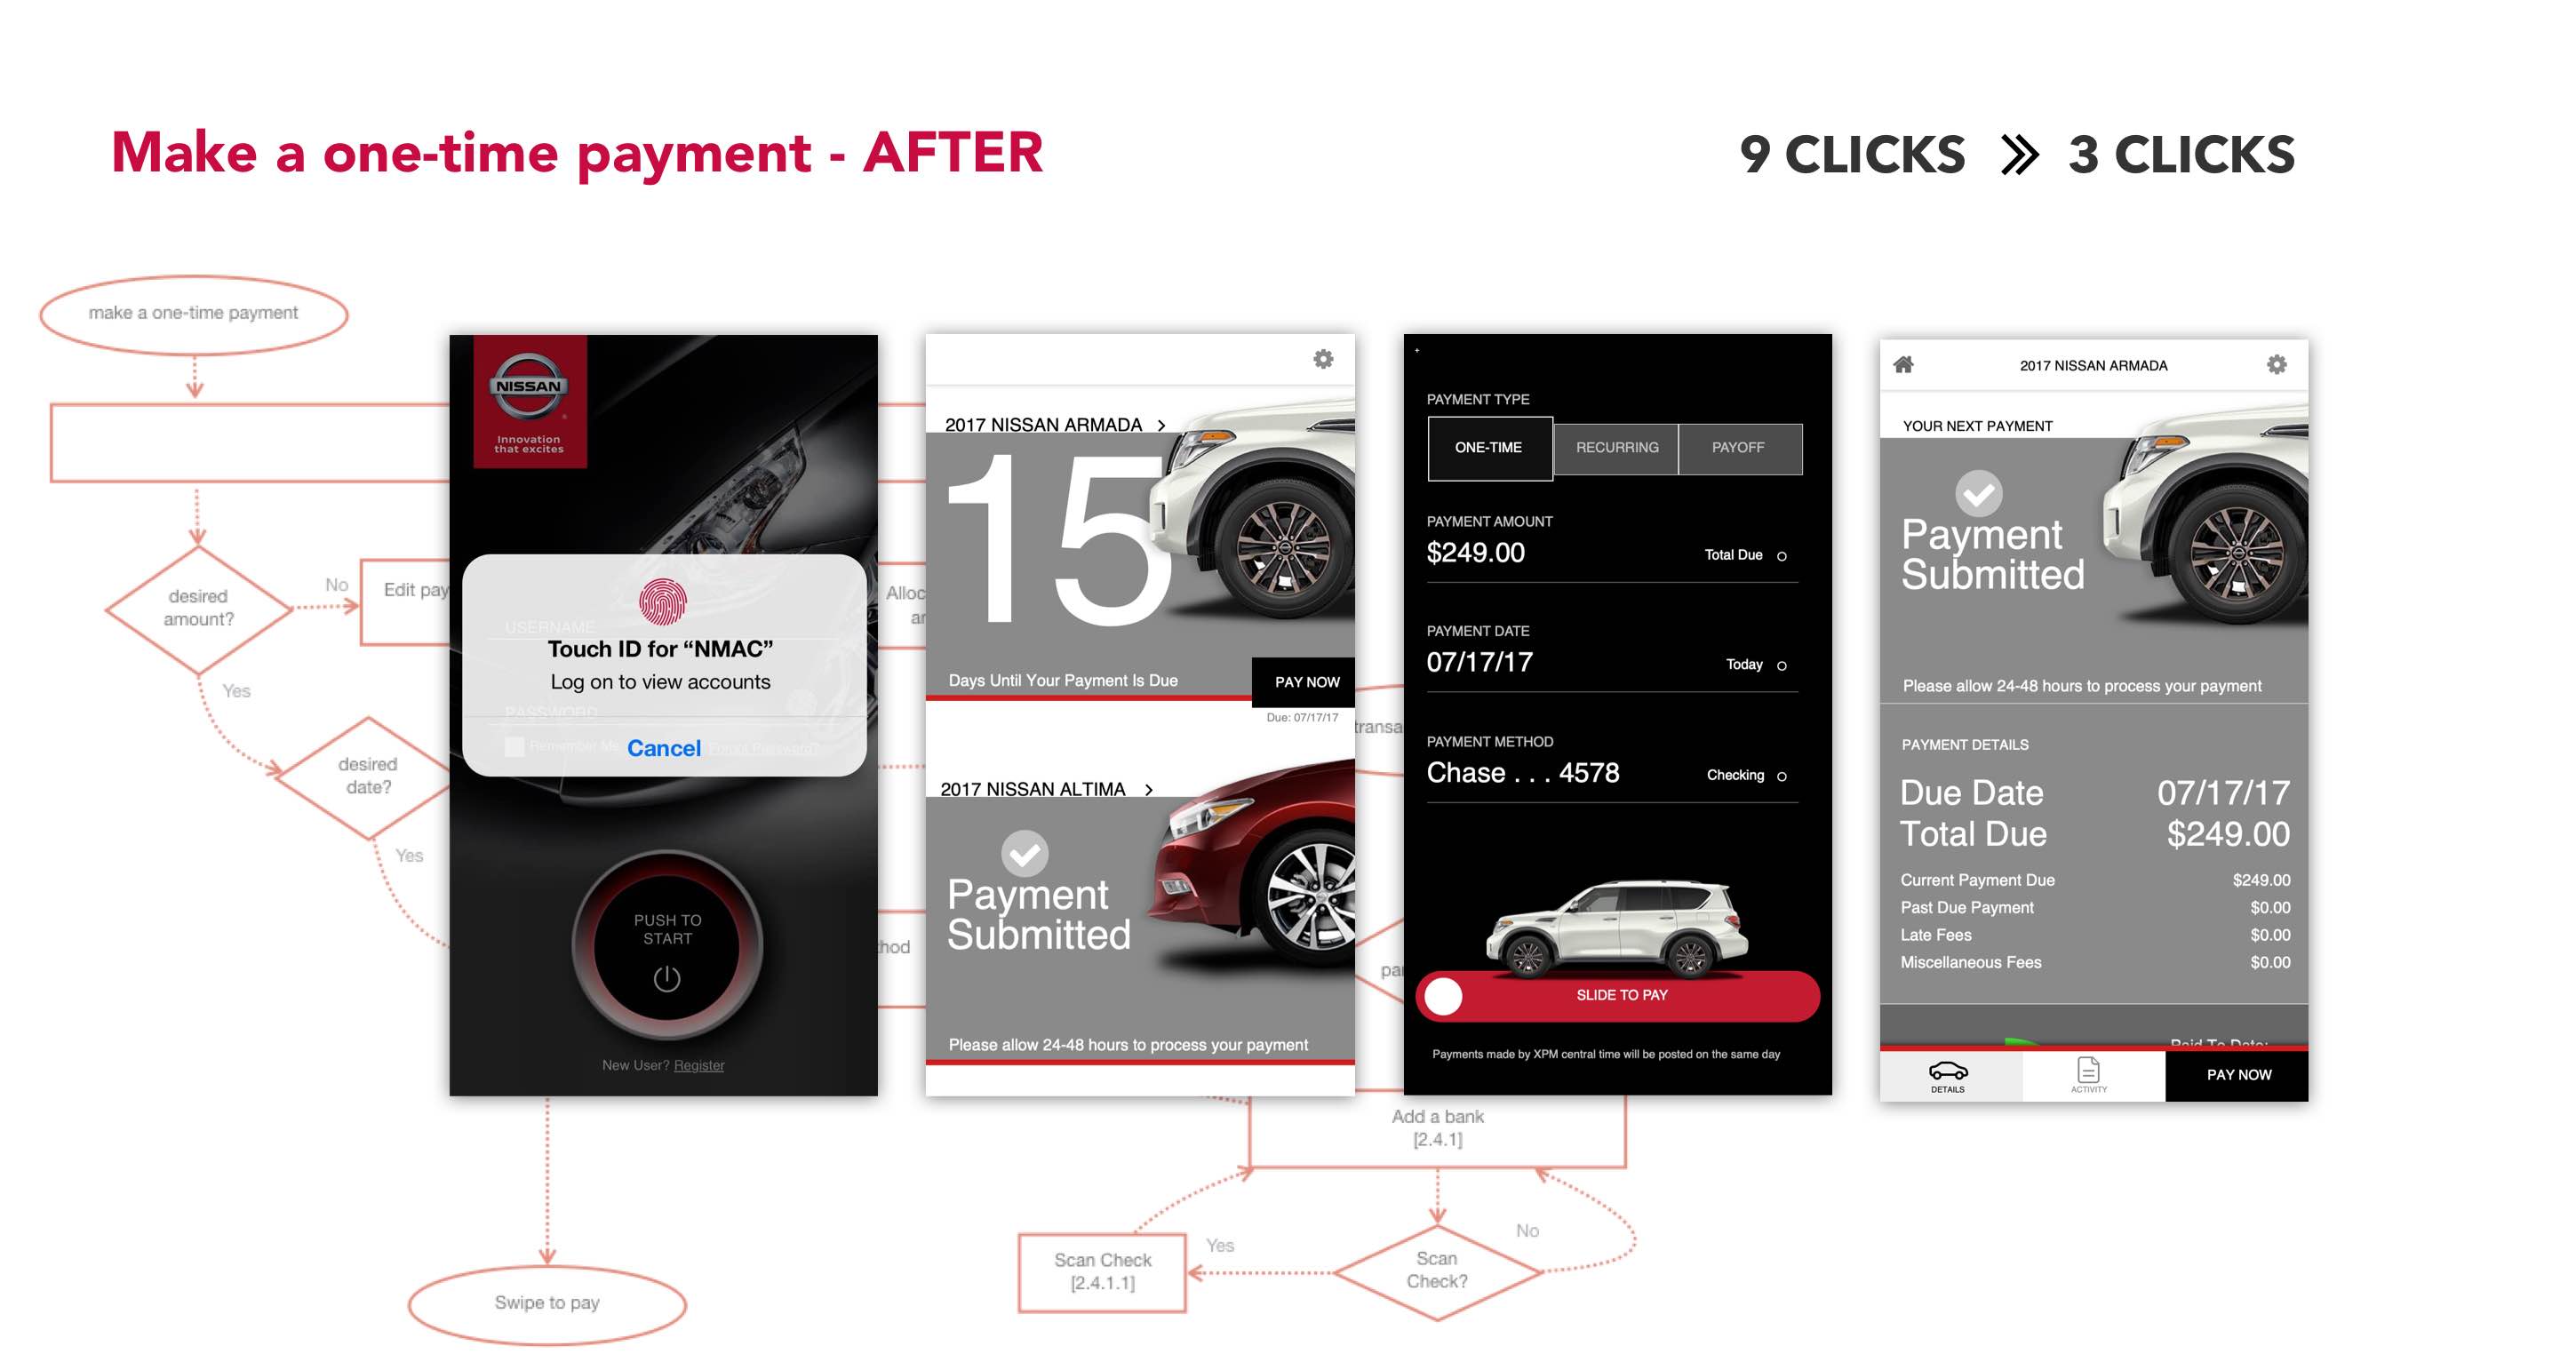 Make a one-time payment - AFTER
9 CLICKS
3 CLICKS
make a one-time payment
desired
amount?
No
Edit pay
Yes
desired
date?
Yes
Swipe to pay
NISSAN
Innovation
that excites
USERNAME
Touch ID for “NMAC”
Log on to view accounts
PASSWORD
Remember Me
Forgot Password?
Cancel
PUSH TO
START
New User? Register
Alloc
hod
2017 NISSAN ARMADA >
15
Days Until Your Payment Is Due
PAY NOW
Due: 07/17/17
2017 NISSAN ALTIMA >
Payment
Submitted
Please allow 24-48 hours to process your payment
transa
PAYMENT TYPE
ONE-TIME
RECURRING
PAYOFF
PAYMENT AMOUNT
$249.00
Total Due
PAYMENT DATE
07/17/17
Today
PAYMENT METHOD
Chase . . . 4578
Checking
SLIDE TO PAY
Payments made by XPM central time will be posted on the same day
2017 NISSAN ARMADA
YOUR NEXT PAYMENT
Payment
Submitted
Please allow 24-48 hours to process your payment
PAYMENT DETAILS
Due Date 07/17/17
Total Due $249.00
Current Payment Due $249.00
Past Due Payment $0.00
Late Fees $0.00
Miscellaneous Fees $0.00
Paid To Date:
DETAILS
ACTIVITY
PAY NOW
Add a bank
[2.4.1]
Scan Check
[2.4.1.1]
Yes
Scan
Check?
No